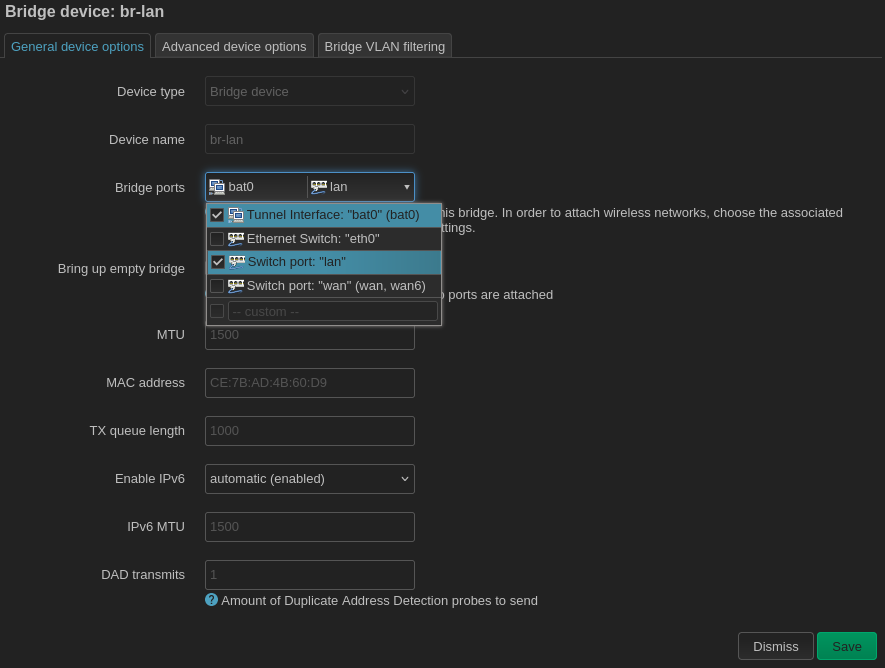 Bridge device: br-lan
General device options
Advanced device options
Bridge VLAN filtering
Device type
Bridge device
Device name
br-lan
Bridge ports
bat0
lan
Tunnel Interface: "bat0" (bat0)
Ethernet Switch: "eth0"
Switch port: "lan"
Switch port: "wan" (wan, wan6)
-- custom --
his bridge. In order to attach wireless networks, choose the associated
ttings.
Bring up empty bridge
ports are attached
MTU
1500
MAC address
CE:7B:AD:4B:60:D9
TX queue length
1000
Enable IPv6
automatic (enabled)
IPv6 MTU
1500
DAD transmits
1
? Amount of Duplicate Address Detection probes to send
Dismiss
Save